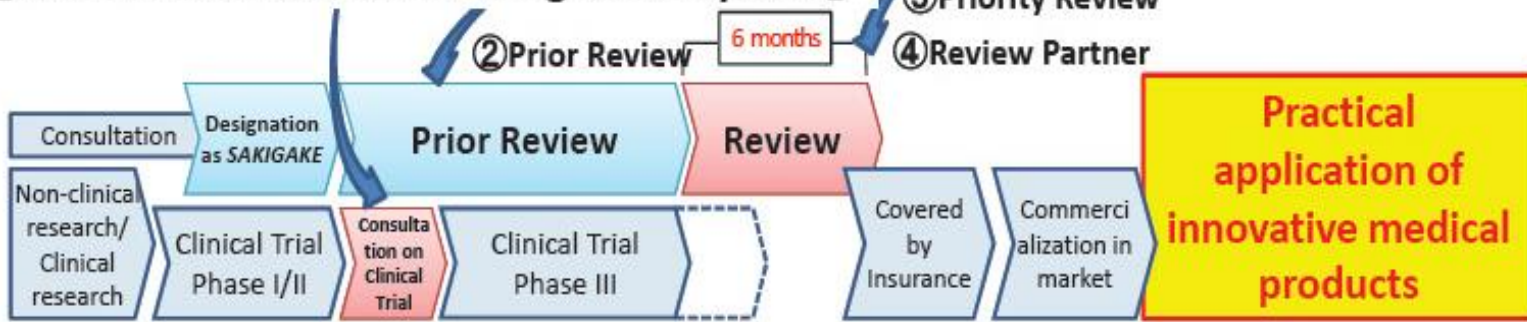 ③Priority Review
②Prior Review
6 months
④Review Partner
Consultation
Designation
as SAKIGAKE
Prior Review
Review
Practical
application of
innovative medical
products
Non-clinical
research/
Clinical
research
Clinical Trial
Phase I/II
Consulta
tion on
Clinical
Trial
Clinical Trial
Phase III
Covered
by
Insurance
Commerci
alization in
market